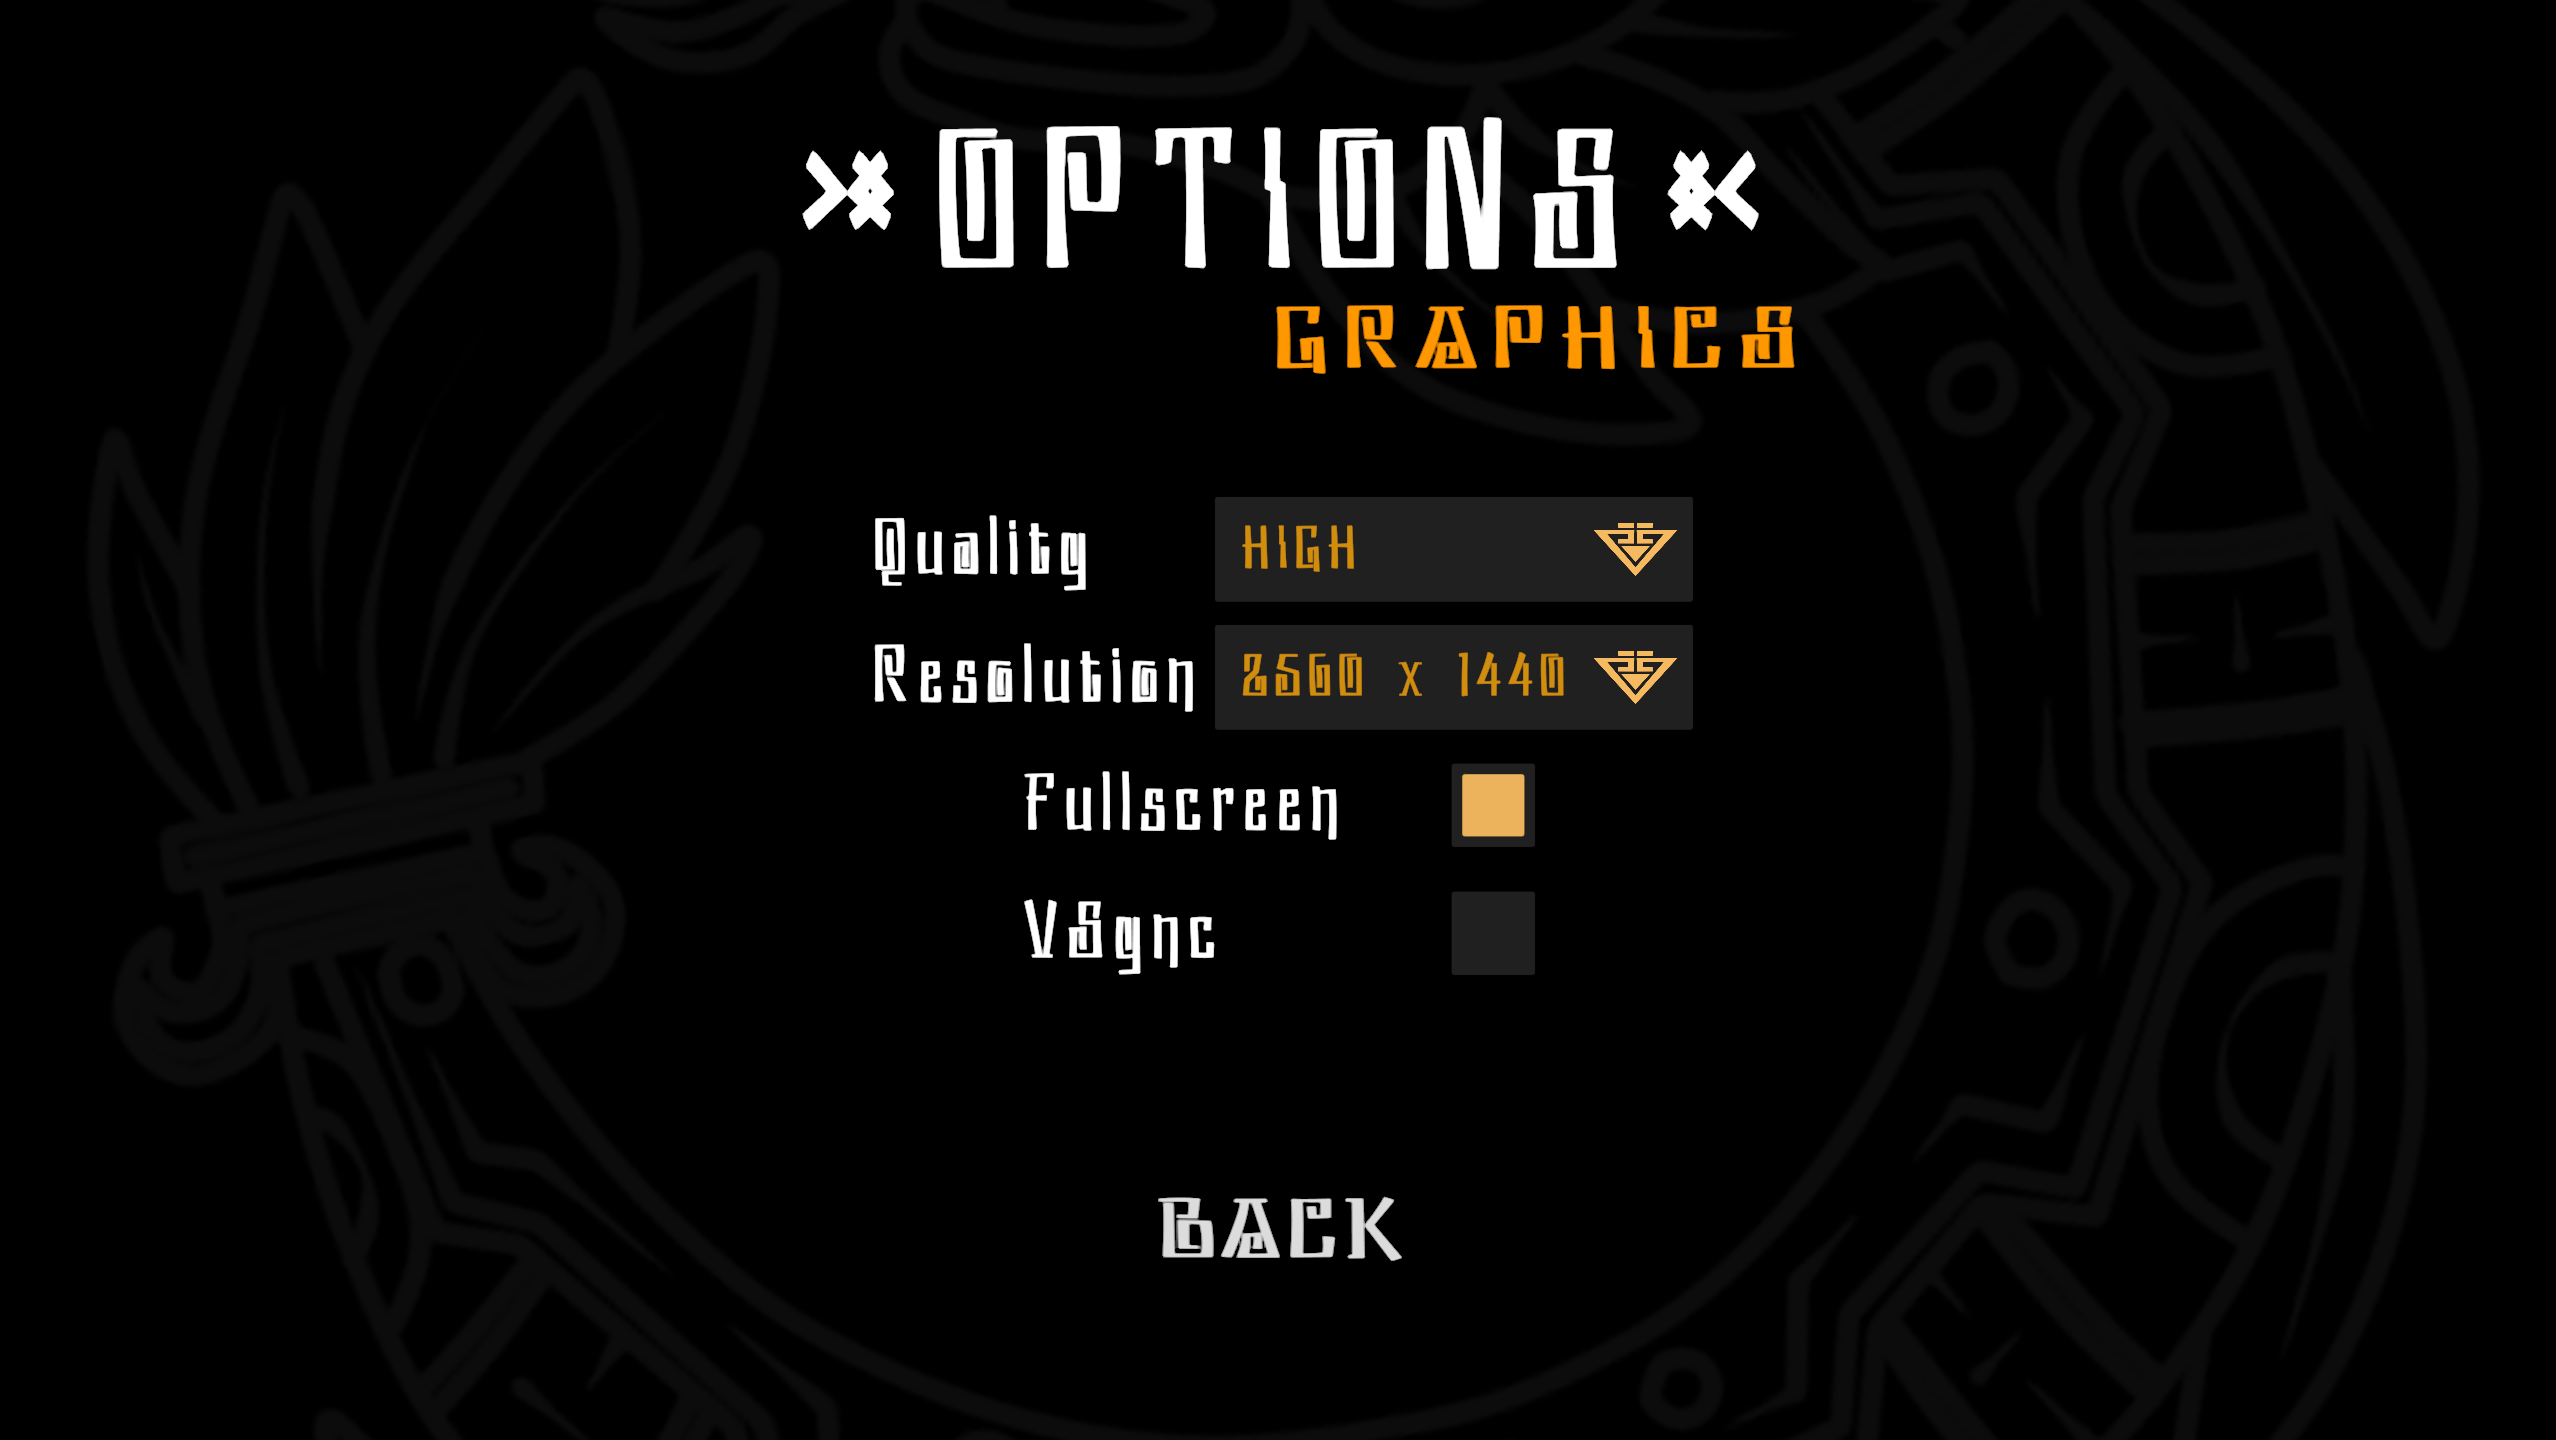 OPTIONS
GRAPHICS
Quality HIGH
Resolution 2560 x 1440
Fullscreen
VSync
BACK